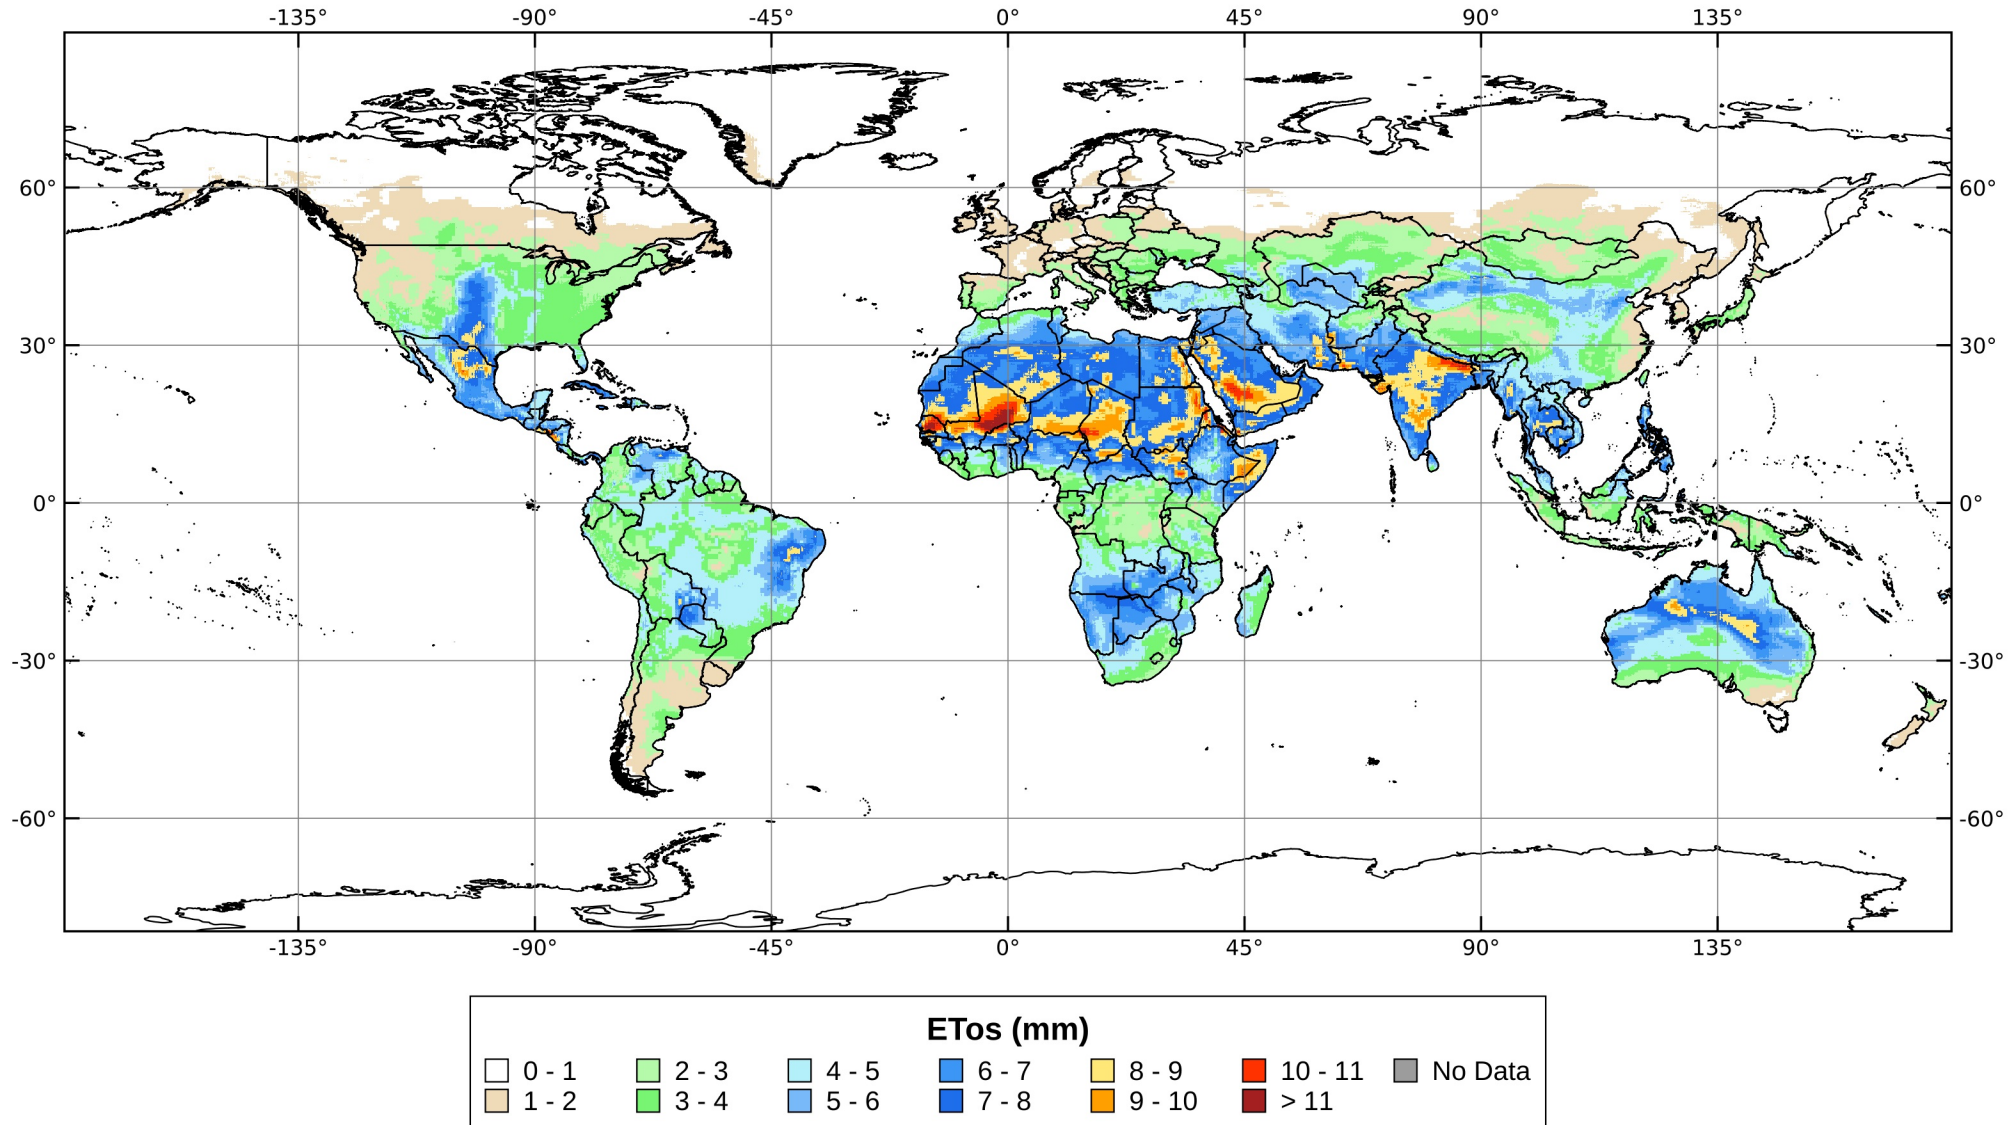 -135° -90° -45° 0° 45° 90° 135°
60° 60°
30° 30°
0° 0°
-30° -30°
-60° -60°
-135° -90° -45° 0° 45° 90° 135°
ETos (mm)
0 - 1 2 - 3 4 - 5 6 - 7 8 - 9 10 - 11 No Data
1 - 2 3 - 4 5 - 6 7 - 8 9 - 10 > 11